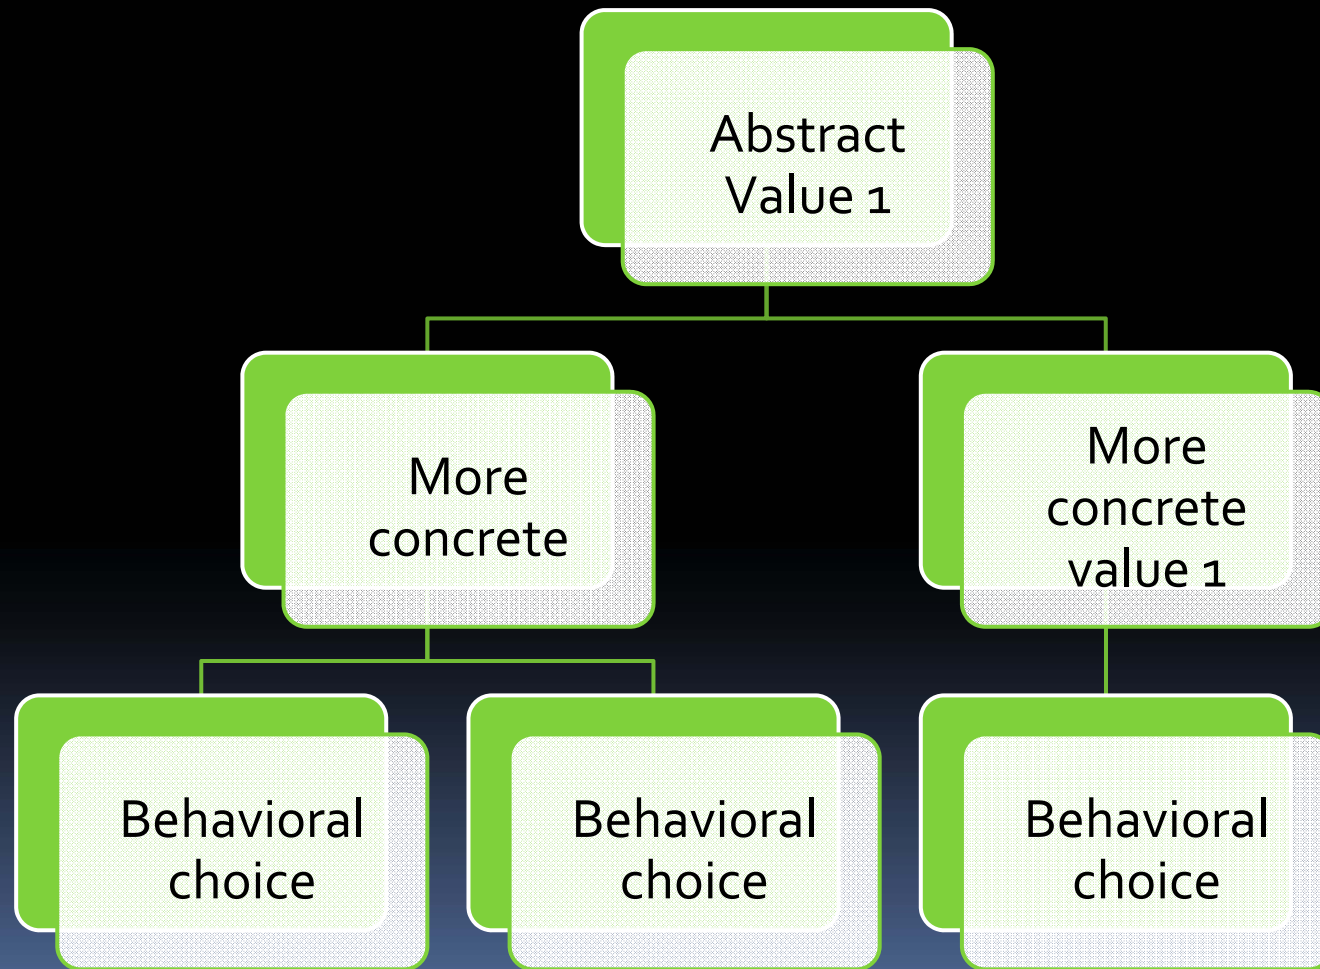 Abstract
Value 1
More
concrete
More
concrete
value 1
Behavioral
choice
Behavioral
choice
Behavioral
choice